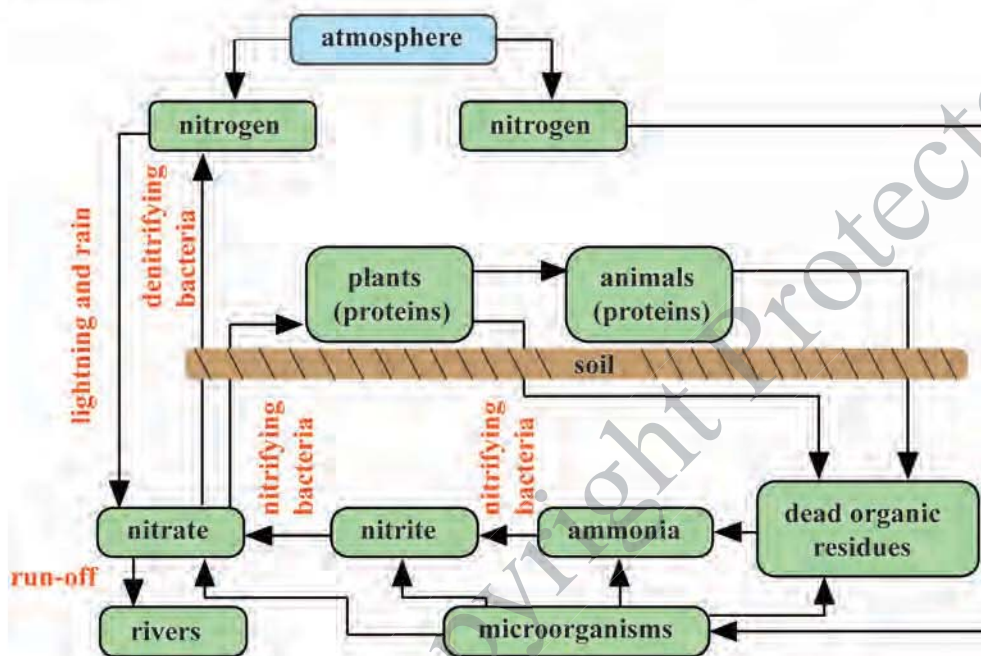 atmosphere
nitrogen
nitrogen
lightning and rain
denitrifying
bacteria
plants
(proteins)
animals
(proteins)
soil
nitrifying
bacteria
nitrifying
bacteria
nitrate
nitrite
ammonia
dead organic
residues
run-off
rivers
microorganisms